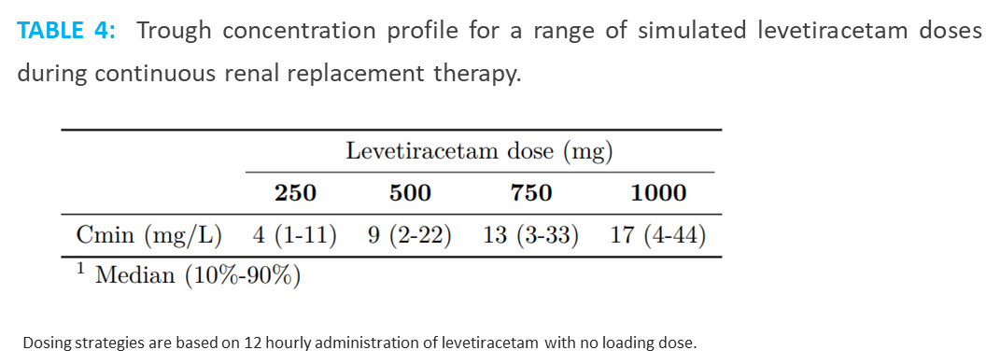 TABLE 4: Trough concentration profile for a range of simulated levetiracetam doses
during continuous renal replacement therapy.
Levetiracetam dose (mg)
250 500 750 1000
Cmin (mg/L) 4 (1-11) 9 (2-22) 13 (3-33) 17 (4-44)
¹ Median (10%-90%)
Dosing strategies are based on 12 hourly administration of levetiracetam with no loading dose.